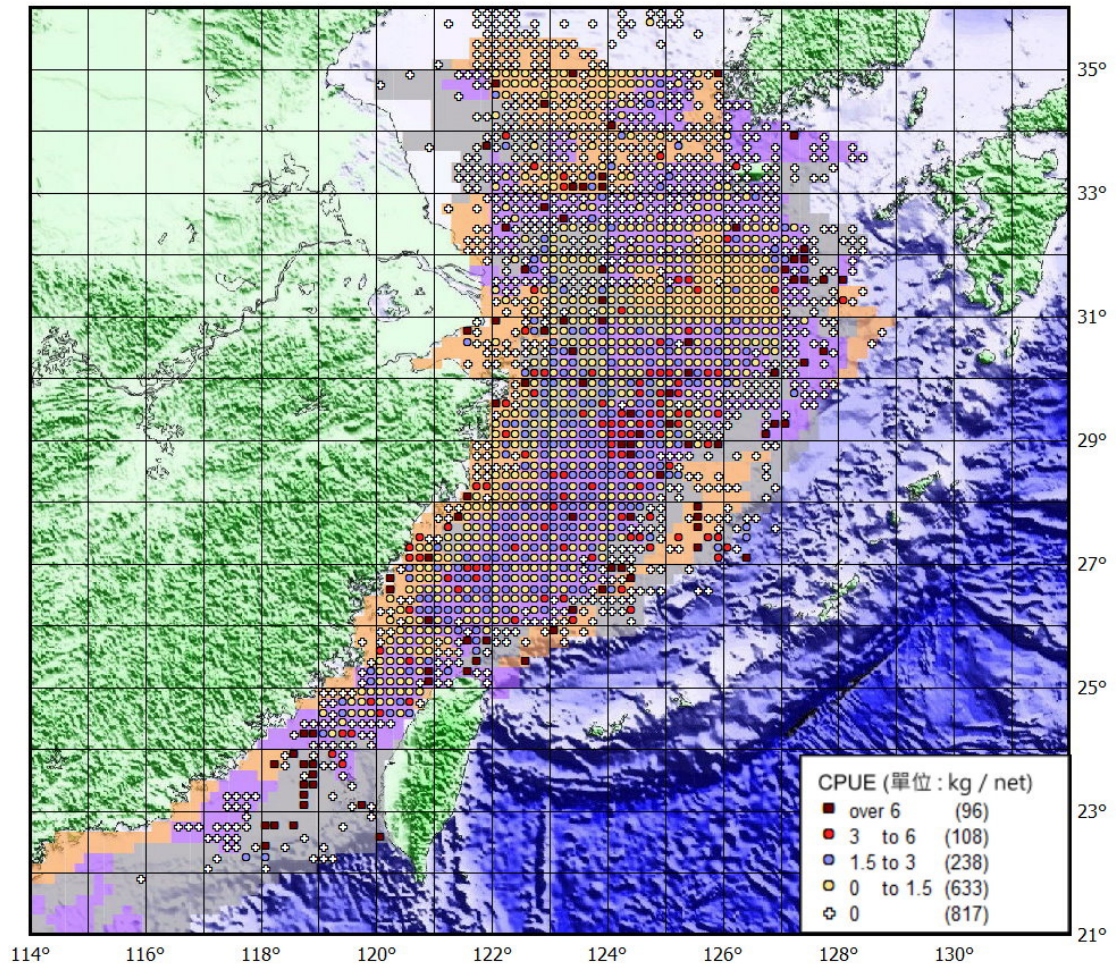 35°
33°
31°
29°
27°
25°
23°
21°
CPUE (單位 : kg / net)
over 6 (96)
3 to 6 (108)
1.5 to 3 (238)
0 to 1.5 (633)
0 (817)
114° 116° 118° 120° 122° 124° 126° 128° 130°